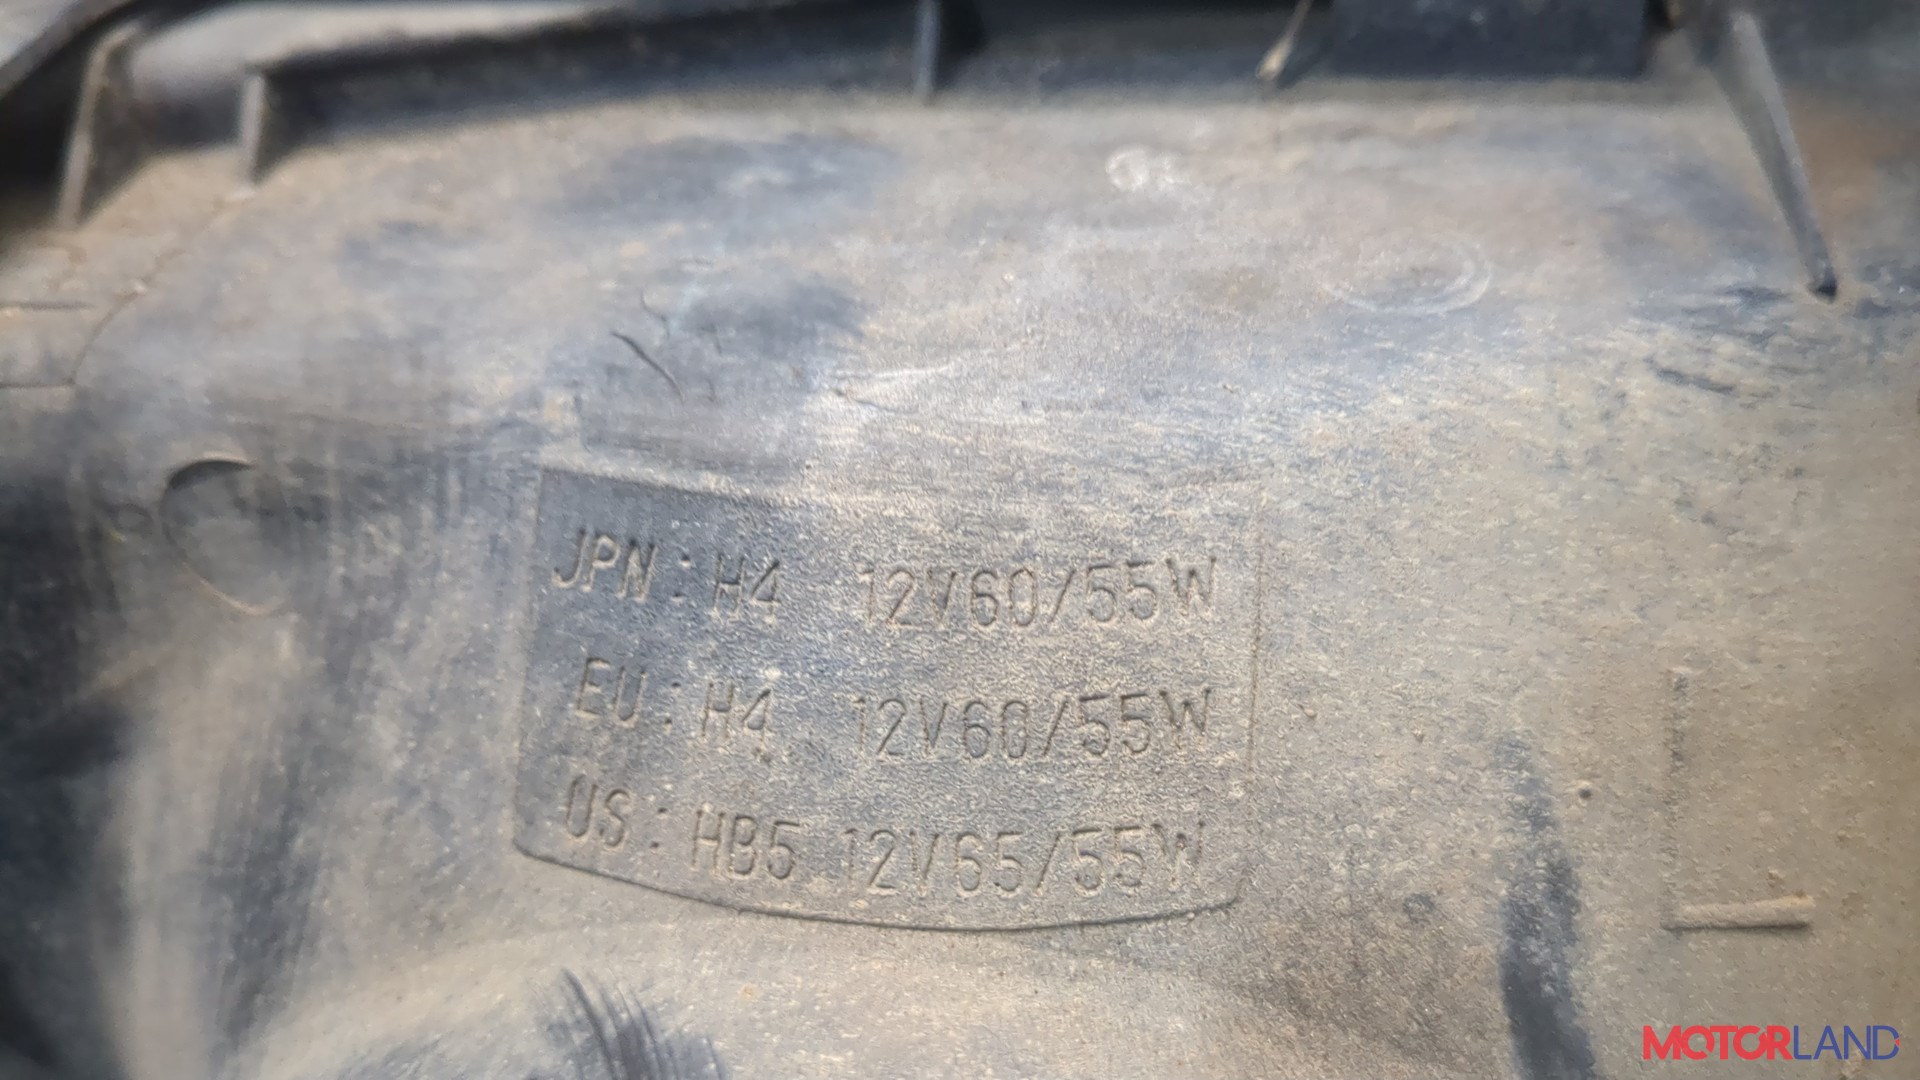 JPN : H4 12V60/55W
EU : H4 12V60/55W
US : HB5 12V65/55W
L
MOTORLAND